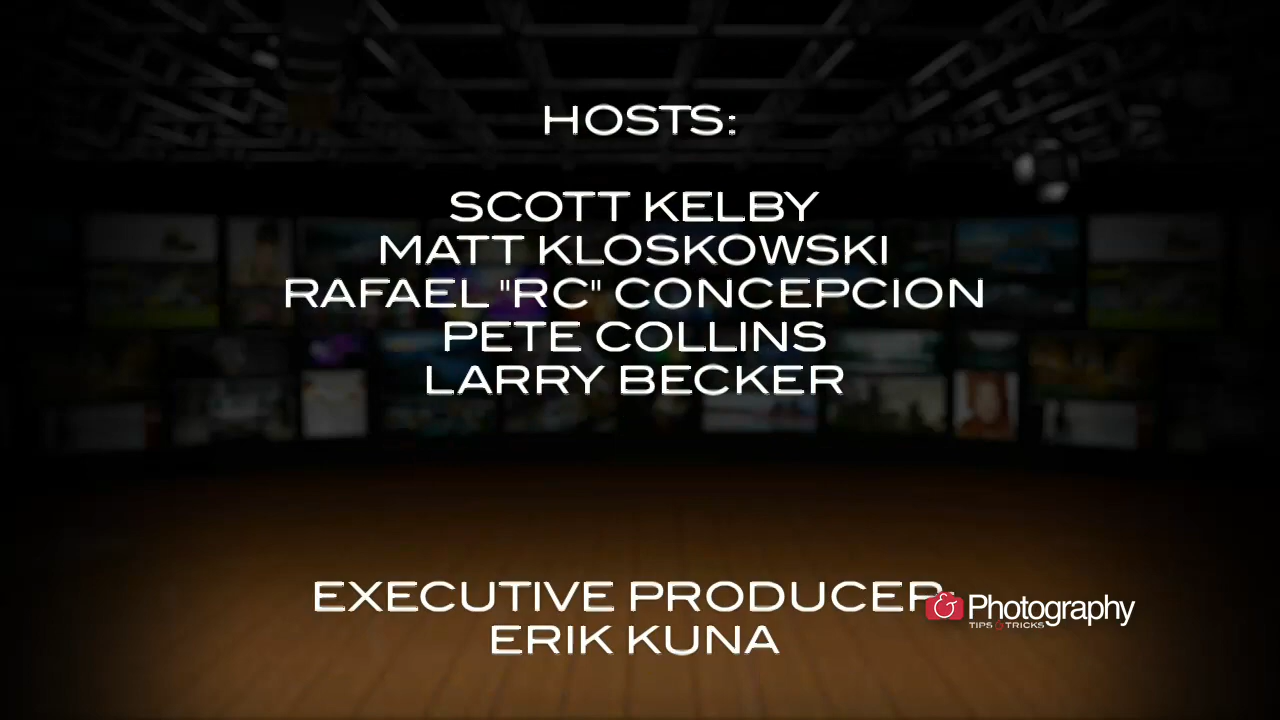 HOSTS:
SCOTT KELBY
MATT KLOSKOWSKI
RAFAEL "RC" CONCEPCION
PETE COLLINS
LARRY BECKER
EXECUTIVE PRODUCER
ERIK KUNA
& Photography
TIPS & TRICKS